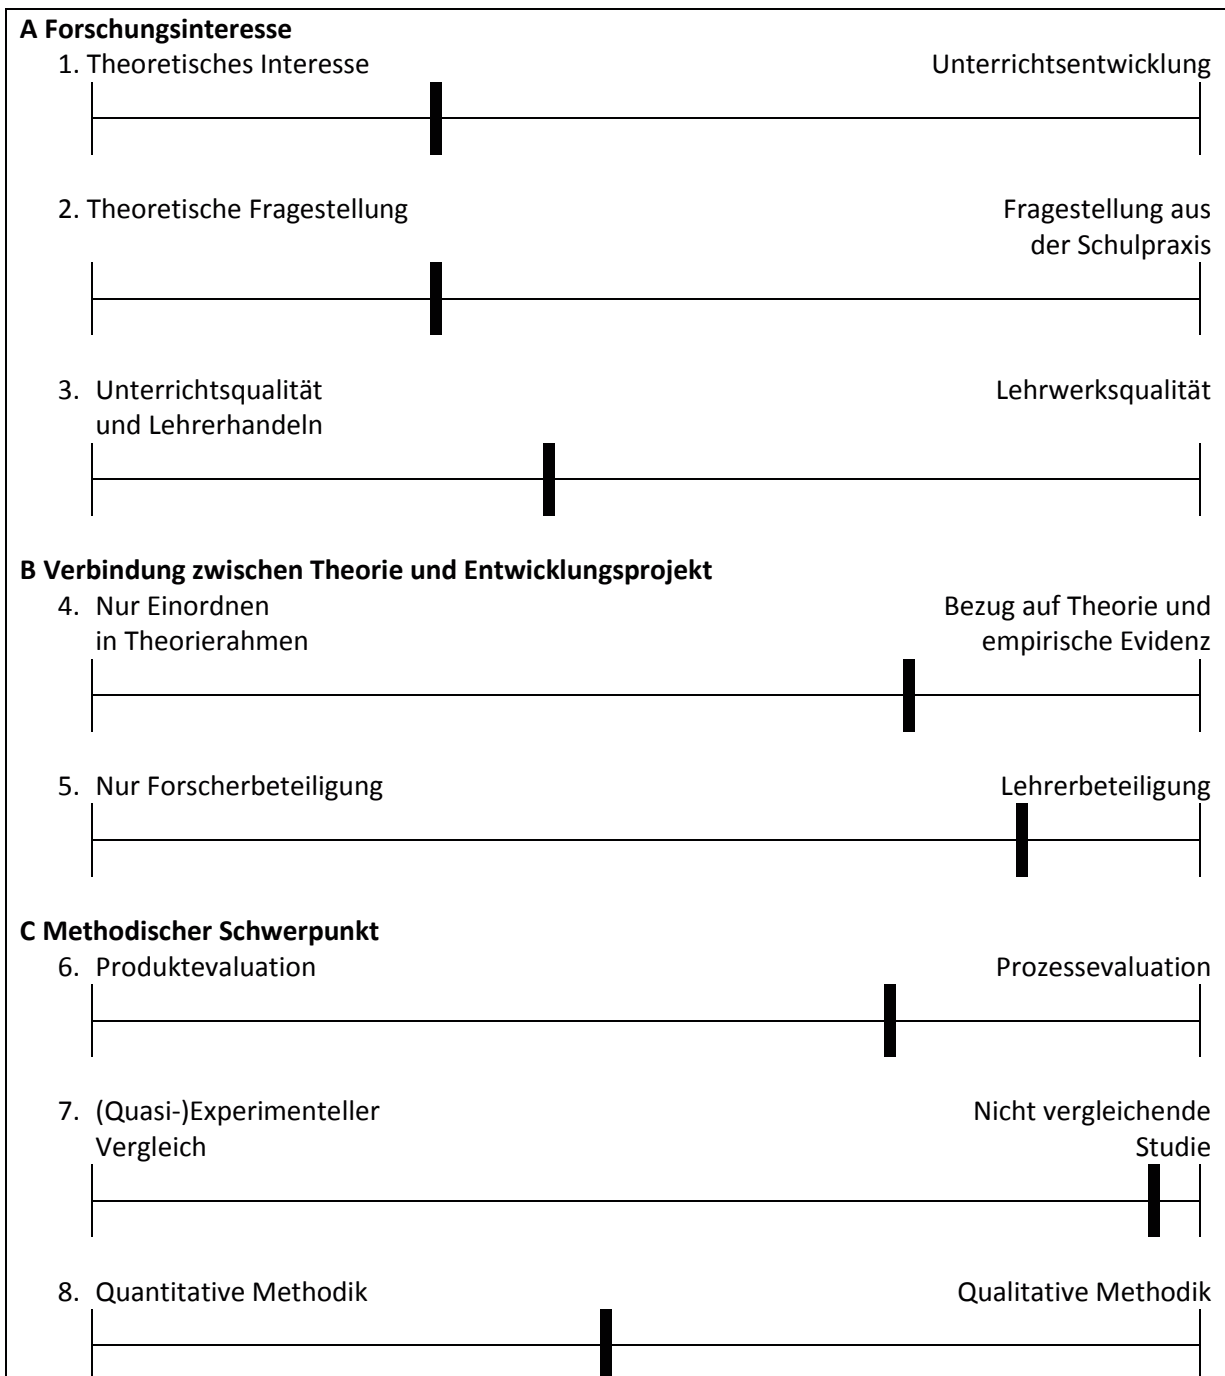 A Forschungsinteresse
1. Theoretisches Interesse
Unterrichtsentwicklung
2. Theoretische Fragestellung
Fragestellung aus
der Schulpraxis
3. Unterrichtsqualität
und Lehrerhandeln
Lehrwerksqualität
B Verbindung zwischen Theorie und Entwicklungsprojekt
4. Nur Einordnen
in Theorierahmen
Bezug auf Theorie und
empirische Evidenz
5. Nur Forscherbeteiligung
Lehrerbeteiligung
C Methodischer Schwerpunkt
6. Produktevaluation
Prozessevaluation
7. (Quasi-)Experimenteller
Vergleich
Nicht vergleichende
Studie
8. Quantitative Methodik
Qualitative Methodik